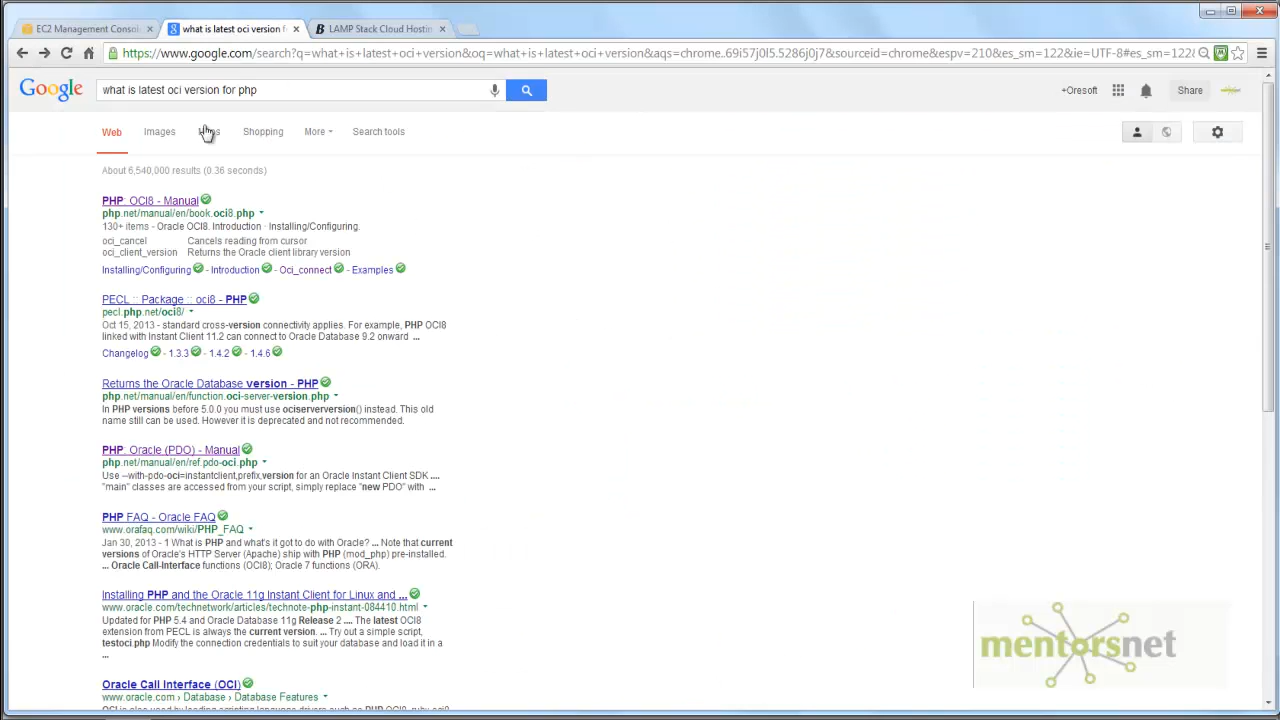 EC2 Management Consol
what is latest oci version f
LAMP Stack Cloud Hostin
https://www.google.com/search?q=what+is+latest+oci+version&oq=what+is+latest+oci+version&aqs=chrome..69i57j0l5.5286j0j7&sourceid=chrome&espv=210&es_sm=122&ie=UTF-8#es_sm=122&
Google
what is latest oci version for php
+Oresoft
Share
Web Images Shopping More Search tools
About 6,540,000 results (0.36 seconds)
PHP OCI8 - Manual
php.net/manual/en/book.oci8.php
130+ items - Oracle OCI8. Introduction · Installing/Configuring.
oci_cancel Cancels reading from cursor
oci_client_version Returns the Oracle client library version
Installing/Configuring - Introduction - Oci_connect - Examples
PECL :: Package :: oci8 - PHP
pecl.php.net/oci8/
Oct 15, 2013 - standard cross-version connectivity applies. For example, PHP OCI8
linked with Instant Client 11.2 can connect to Oracle Database 9.2 onward ...
Changelog - 1.3.3 - 1.4.2 - 1.4.6
Returns the Oracle Database version - PHP
php.net/manual/en/function.oci-server-version.php
In PHP versions before 5.0.0 you must use ociserverversion() instead. This old
name still can be used. However it is deprecated and not recommended.
PHP Oracle (PDO) - Manual
php.net/manual/en/ref.pdo-oci.php
Use --with-pdo-oci=instantclient,prefix,version for an Oracle Instant Client SDK ....
"main" classes are accessed from your script, simply replace "new PDO" with ...
PHP FAQ - Oracle FAQ
www.orafaq.com/wiki/PHP_FAQ
Jan 30, 2013 - 1 What is PHP and what's it got to do with Oracle? ... Note that current
versions of Oracle's HTTP Server (Apache) ship with PHP (mod_php) pre-installed.
... Oracle Call-Interface functions (OCI8); Oracle 7 functions (ORA).
Installing PHP and the Oracle 11g Instant Client for Linux and ...
www.oracle.com/technetwork/articles/technote-php-instant-084410.html
Updated for PHP 5.4 and Oracle Database 11g Release 2 .... The latest OCI8
extension from PECL is always the current version. ... Try out a simple script,
testoci.php Modify the connection credentials to suit your database and load it in a
...
Oracle Call Interface (OCI)
www.oracle.com › Database › Database Features
OCI is also used by leading scripting language drivers such as PHP OCI8, ruby-oci8,
mentorsnet